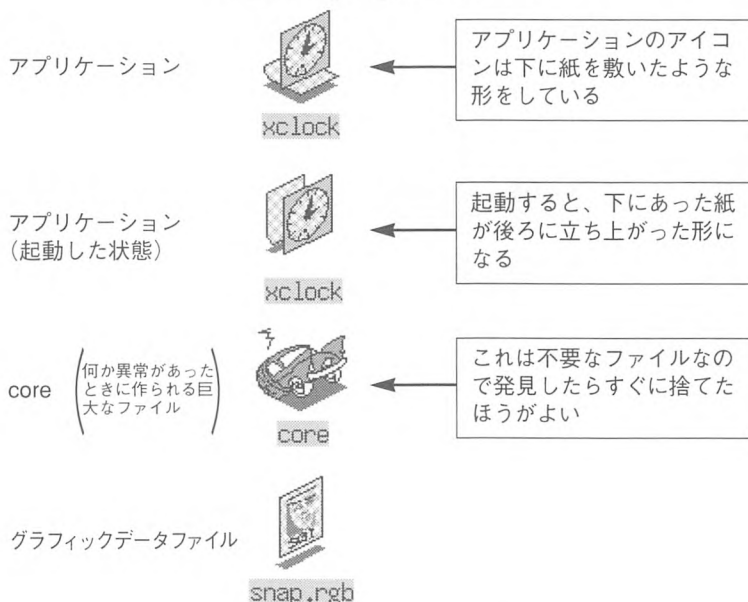 アプリケーション
xclock
アプリケーションのアイコ
ンは下に紙を敷いたような
形をしている
アプリケーション
(起動した状態)
xclock
起動すると、下にあった紙
が後ろに立ち上がった形に
なる
core
何か異常があった
ときに作られる巨
大なファイル
core
これは不要なファイルなの
で発見したらすぐに捨てた
ほうがよい
グラフィックデータファイル
SGI
snap.rgb